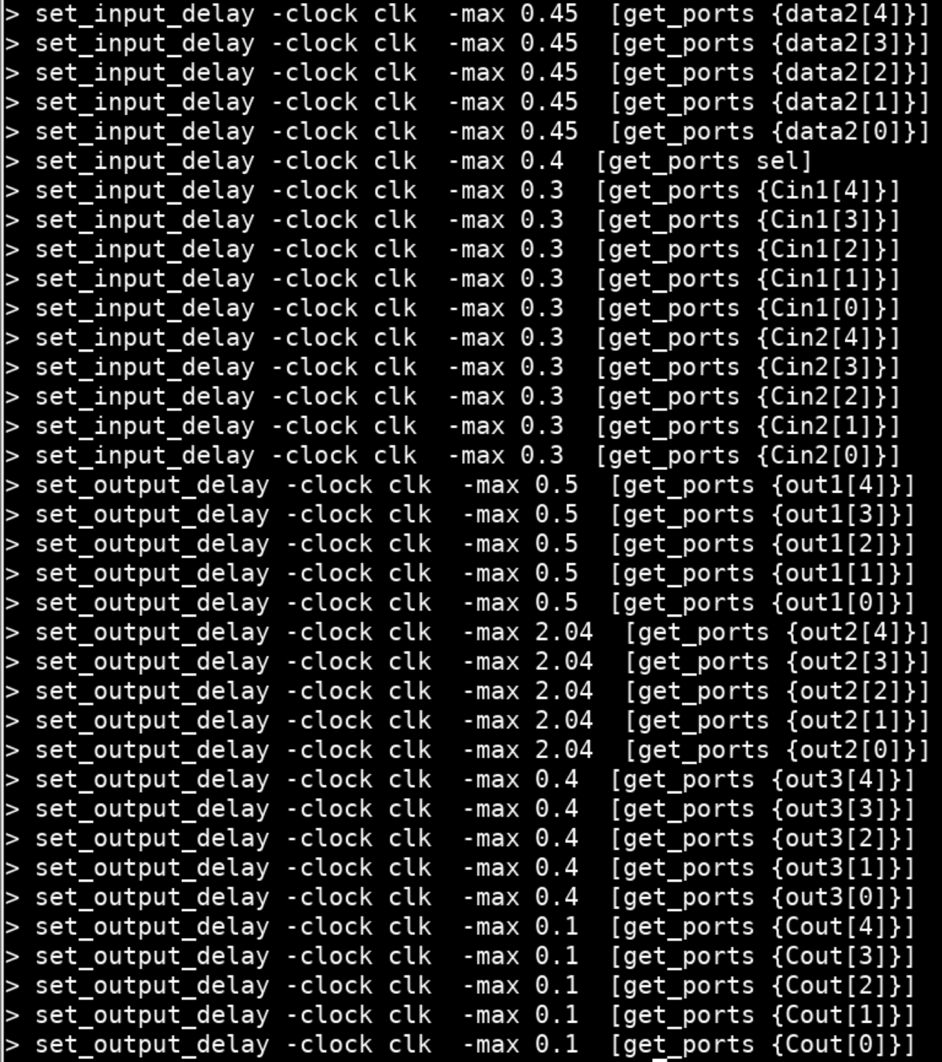 > set_input_delay -clock clk  -max 0.45  [get_ports {data2[4]}]
> set_input_delay -clock clk  -max 0.45  [get_ports {data2[3]}]
> set_input_delay -clock clk  -max 0.45  [get_ports {data2[2]}]
> set_input_delay -clock clk  -max 0.45  [get_ports {data2[1]}]
> set_input_delay -clock clk  -max 0.45  [get_ports {data2[0]}]
> set_input_delay -clock clk  -max 0.4  [get_ports sel]
> set_input_delay -clock clk  -max 0.3  [get_ports {Cin1[4]}]
> set_input_delay -clock clk  -max 0.3  [get_ports {Cin1[3]}]
> set_input_delay -clock clk  -max 0.3  [get_ports {Cin1[2]}]
> set_input_delay -clock clk  -max 0.3  [get_ports {Cin1[1]}]
> set_input_delay -clock clk  -max 0.3  [get_ports {Cin1[0]}]
> set_input_delay -clock clk  -max 0.3  [get_ports {Cin2[4]}]
> set_input_delay -clock clk  -max 0.3  [get_ports {Cin2[3]}]
> set_input_delay -clock clk  -max 0.3  [get_ports {Cin2[2]}]
> set_input_delay -clock clk  -max 0.3  [get_ports {Cin2[1]}]
> set_input_delay -clock clk  -max 0.3  [get_ports {Cin2[0]}]
> set_output_delay -clock clk  -max 0.5  [get_ports {out1[4]}]
> set_output_delay -clock clk  -max 0.5  [get_ports {out1[3]}]
> set_output_delay -clock clk  -max 0.5  [get_ports {out1[2]}]
> set_output_delay -clock clk  -max 0.5  [get_ports {out1[1]}]
> set_output_delay -clock clk  -max 0.5  [get_ports {out1[0]}]
> set_output_delay -clock clk  -max 2.04  [get_ports {out2[4]}]
> set_output_delay -clock clk  -max 2.04  [get_ports {out2[3]}]
> set_output_delay -clock clk  -max 2.04  [get_ports {out2[2]}]
> set_output_delay -clock clk  -max 2.04  [get_ports {out2[1]}]
> set_output_delay -clock clk  -max 2.04  [get_ports {out2[0]}]
> set_output_delay -clock clk  -max 0.4  [get_ports {out3[4]}]
> set_output_delay -clock clk  -max 0.4  [get_ports {out3[3]}]
> set_output_delay -clock clk  -max 0.4  [get_ports {out3[2]}]
> set_output_delay -clock clk  -max 0.4  [get_ports {out3[1]}]
> set_output_delay -clock clk  -max 0.4  [get_ports {out3[0]}]
> set_output_delay -clock clk  -max 0.1  [get_ports {Cout[4]}]
> set_output_delay -clock clk  -max 0.1  [get_ports {Cout[3]}]
> set_output_delay -clock clk  -max 0.1  [get_ports {Cout[2]}]
> set_output_delay -clock clk  -max 0.1  [get_ports {Cout[1]}]
> set_output_delay -clock clk  -max 0.1  [get_ports {Cout[0]}]